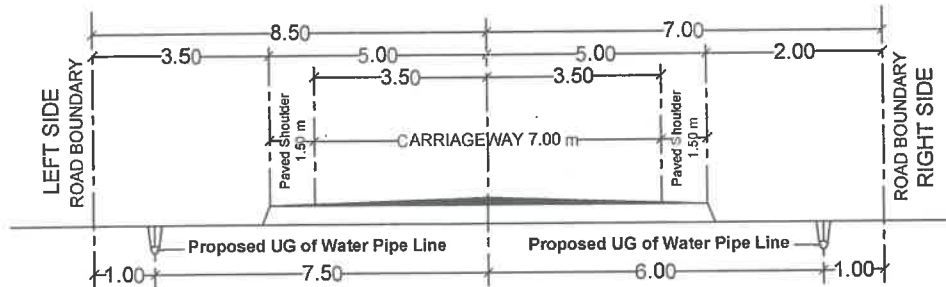 8.50
7.00
3.50
5.00
5.00
2.00
3.50
3.50
LEFT SIDE
ROAD BOUNDARY
Paved Shoulder
1.50 m
CARRIAGEWAY 7.00 m
Paved Shoulder
1.50 m
ROAD BOUNDARY
RIGHT SIDE
Proposed UG of Water Pipe Line
Proposed UG of Water Pipe Line
1.00
7.50
6.00
1.00